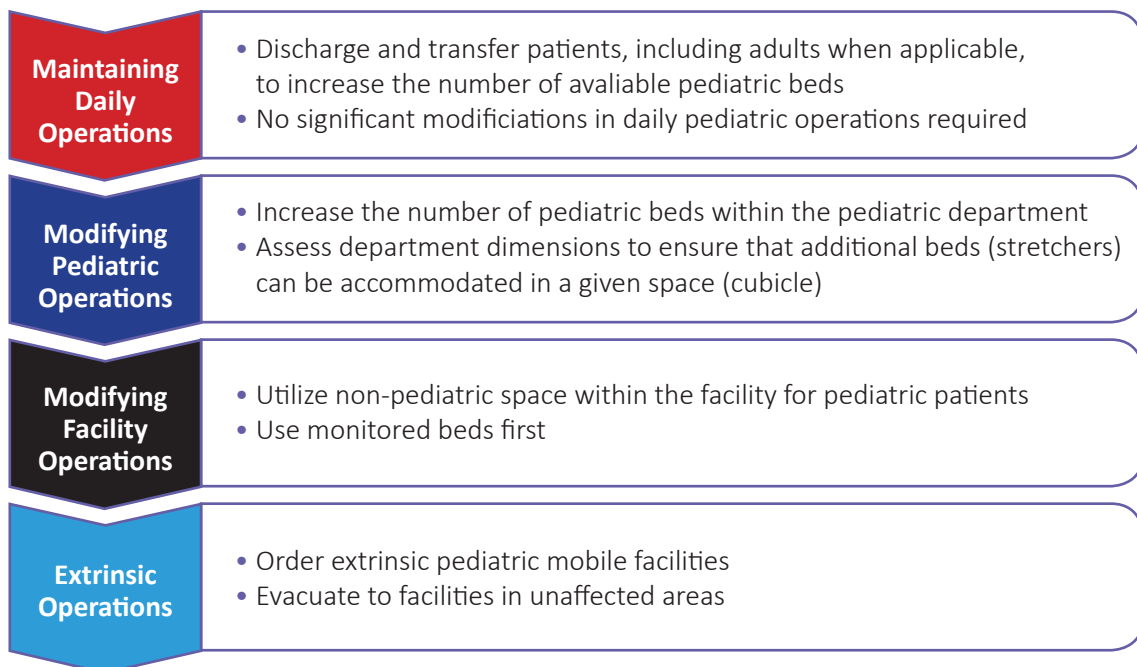 Maintaining
Daily
Operations
• Discharge and transfer patients, including adults when applicable,
to increase the number of avaliable pediatric beds
• No significant modificiations in daily pediatric operations required
Modifying
Pediatric
Operations
• Increase the number of pediatric beds within the pediatric department
• Assess department dimensions to ensure that additional beds (stretchers)
can be accommodated in a given space (cubicle)
Modifying
Facility
Operations
• Utilize non-pediatric space within the facility for pediatric patients
• Use monitored beds first
Extrinsic
Operations
• Order extrinsic pediatric mobile facilities
• Evacuate to facilities in unaffected areas